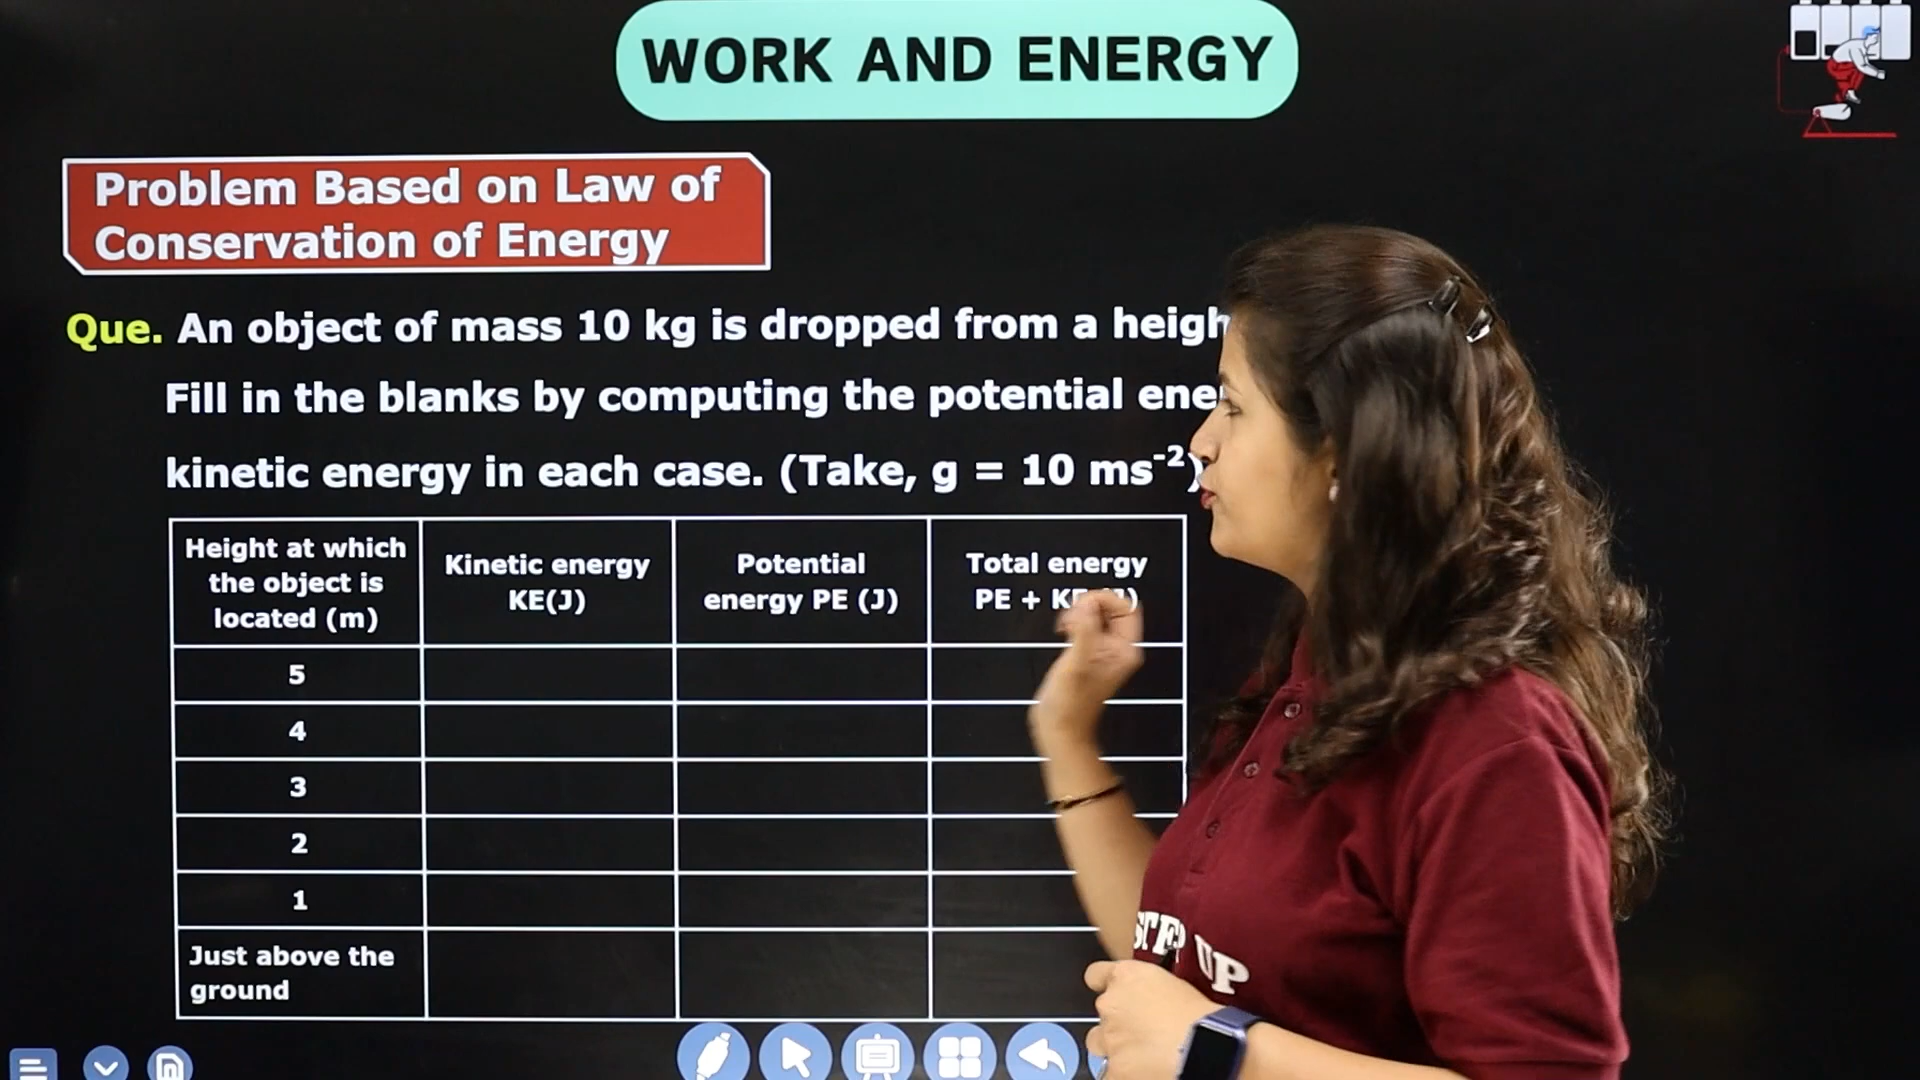 WORK AND ENERGY
Problem Based on Law of
Conservation of Energy
Que. An object of mass 10 kg is dropped from a
Fill in the blanks by computing the potential
kinetic energy in each case. (Take, g = 10 ms⁻²)
Height at which
the object is
located (m)
Kinetic energy
KE(J)
Potential
energy PE (J)
Total energy
PE +
5
4
3
2
1
Just above the
ground
STEP UP